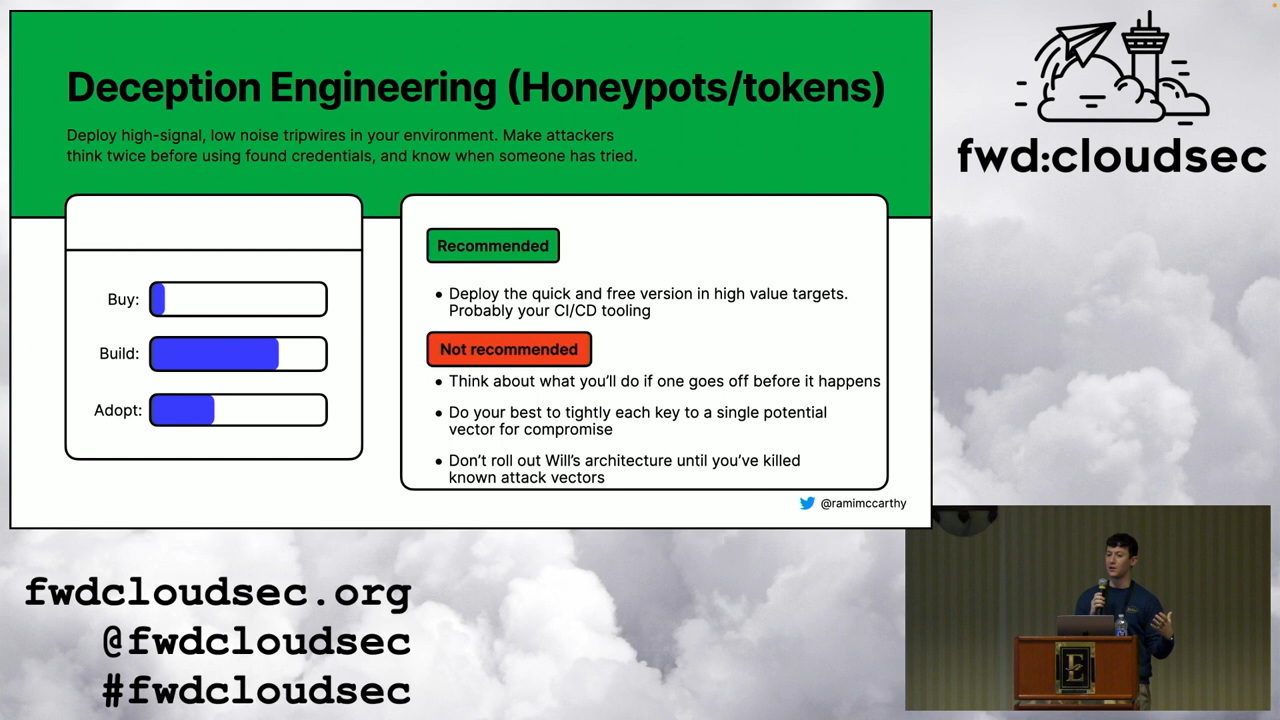 Deception Engineering (Honeypots/tokens)
Deploy high-signal, low noise tripwires in your environment. Make attackers
think twice before using found credentials, and know when someone has tried.
Buy:
Build:
Adopt:
Recommended
• Deploy the quick and free version in high value targets.
Probably your CI/CD tooling
Not recommended
• Think about what you'll do if one goes off before it happens
• Do your best to tightly each key to a single potential
vector for compromise
• Don't roll out Will's architecture until you've killed
known attack vectors
@ramimccarthy
fwd:cloudsec
fwdcloudsec.org
@fwdcloudsec
#fwdcloudsec
E